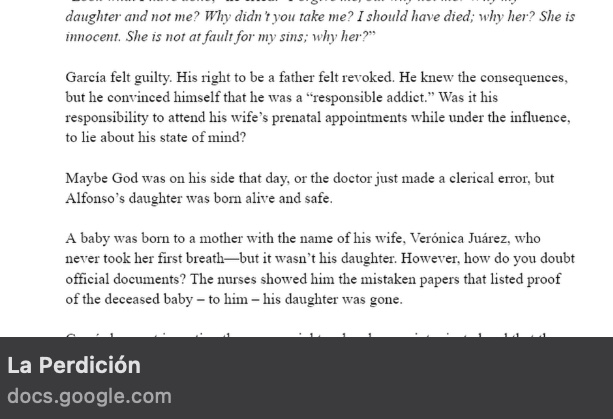 daughter and not me? Why didn't you take me? I should have died; why her? She is
innocent. She is not at fault for my sins; why her?”
García felt guilty. His right to be a father felt revoked. He knew the consequences,
but he convinced himself that he was a “responsible addict.” Was it his
responsibility to attend his wife’s prenatal appointments while under the influence,
to lie about his state of mind?
Maybe God was on his side that day, or the doctor just made a clerical error, but
Alfonso’s daughter was born alive and safe.
A baby was born to a mother with the name of his wife, Verónica Juárez, who
never took her first breath—but it wasn’t his daughter. However, how do you doubt
official documents? The nurses showed him the mistaken papers that listed proof
of the deceased baby – to him – his daughter was gone.
La Perdición
docs.google.com